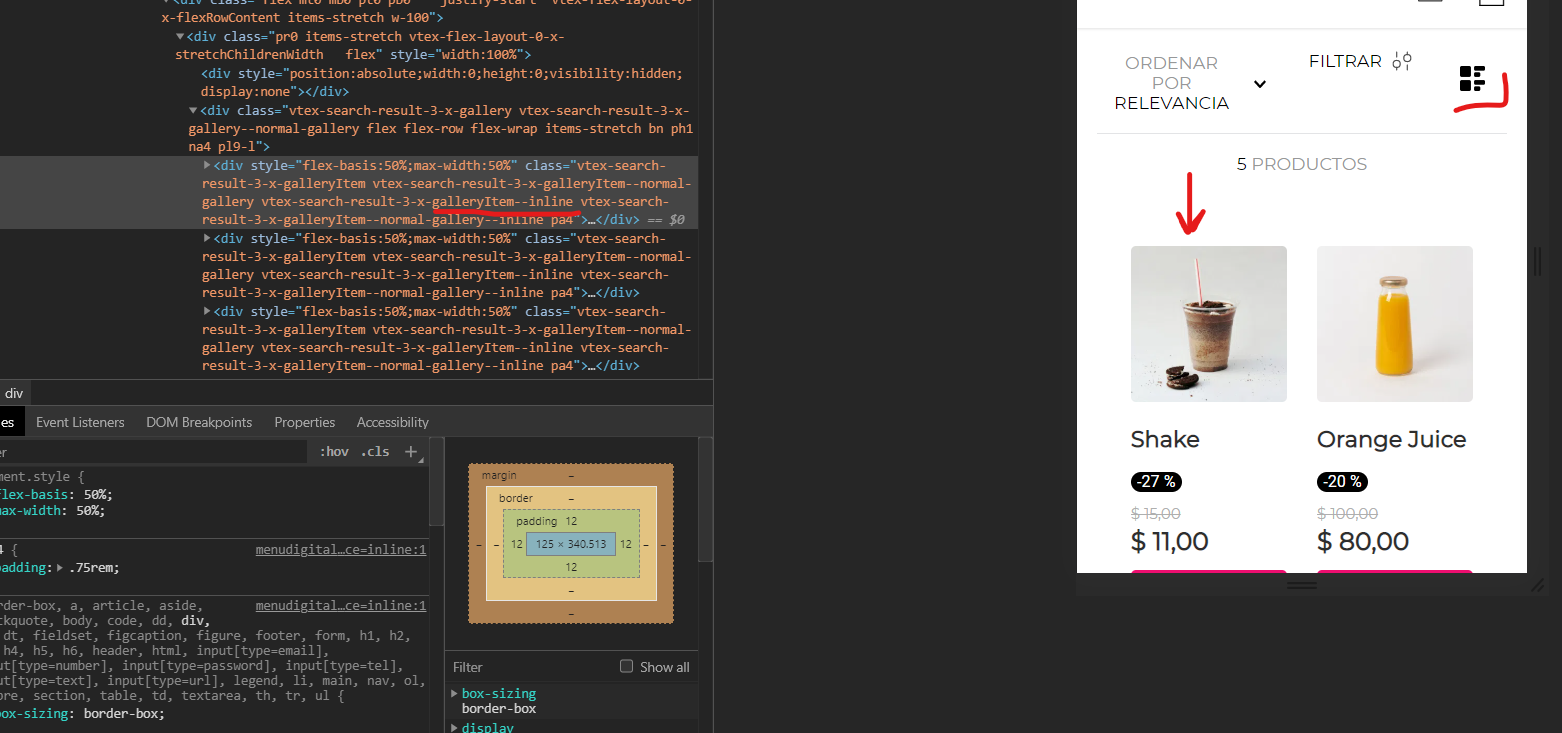 <div class="flex mt0 mb0 pt0 pb0    justify-start  vtex-flex-layout-0-
x-flexRowContent items-stretch w-100">
▼<div class="pr0 items-stretch vtex-flex-layout-0-x-
stretchChildrenWidth   flex" style="width:100%">
<div style="position:absolute;width:0;height:0;visibility:hidden;
display:none"></div>
▼<div class="vtex-search-result-3-x-gallery vtex-search-result-3-x-
gallery--normal-gallery flex flex-row flex-wrap items-stretch bn ph1
na4 pl9-l">
▶<div style="flex-basis:50%;max-width:50%" class="vtex-search-
result-3-x-galleryItem vtex-search-result-3-x-galleryItem--normal-
gallery vtex-search-result-3-x-galleryItem--inline vtex-search-
result-3-x-galleryItem--normal-gallery--inline pa4">…</div> == $0
▶<div style="flex-basis:50%;max-width:50%" class="vtex-search-
result-3-x-galleryItem vtex-search-result-3-x-galleryItem--normal-
gallery vtex-search-result-3-x-galleryItem--inline vtex-search-
result-3-x-galleryItem--normal-gallery--inline pa4">…</div>
▶<div style="flex-basis:50%;max-width:50%" class="vtex-search-
result-3-x-galleryItem vtex-search-result-3-x-galleryItem--normal-
gallery vtex-search-result-3-x-galleryItem--inline vtex-search-
result-3-x-galleryItem--normal-gallery--inline pa4">…</div>
div
es Event Listeners DOM Breakpoints Properties Accessibility
er :hov .cls +
ment.style {
flex-basis: 50%;
max-width: 50%;
4 { menudigital…ce=inline:1
padding: ▶ .75rem;
rder-box, a, article, aside, menudigital…ce=inline:1
ckquote, body, code, dd, div,
dt, fieldset, figcaption, figure, footer, form, h1, h2,
h4, h5, h6, header, html, input[type=email],
ut[type=number], input[type=password], input[type=tel],
ut[type=text], input[type=url], legend, li, main, nav, ol,
ore, section, table, td, textarea, th, tr, ul {
box-sizing: border-box;
margin –
border –
padding 12
– – 12 125 × 340.513 12 – –
12
–
–
Filter Show all
▶ box-sizing
border-box
▶ display
ORDENAR
POR
RELEVANCIA
FILTRAR
5 PRODUCTOS
Shake
-27 %
$ 15,00
$ 11,00
Orange Juice
-20 %
$ 100,00
$ 80,00